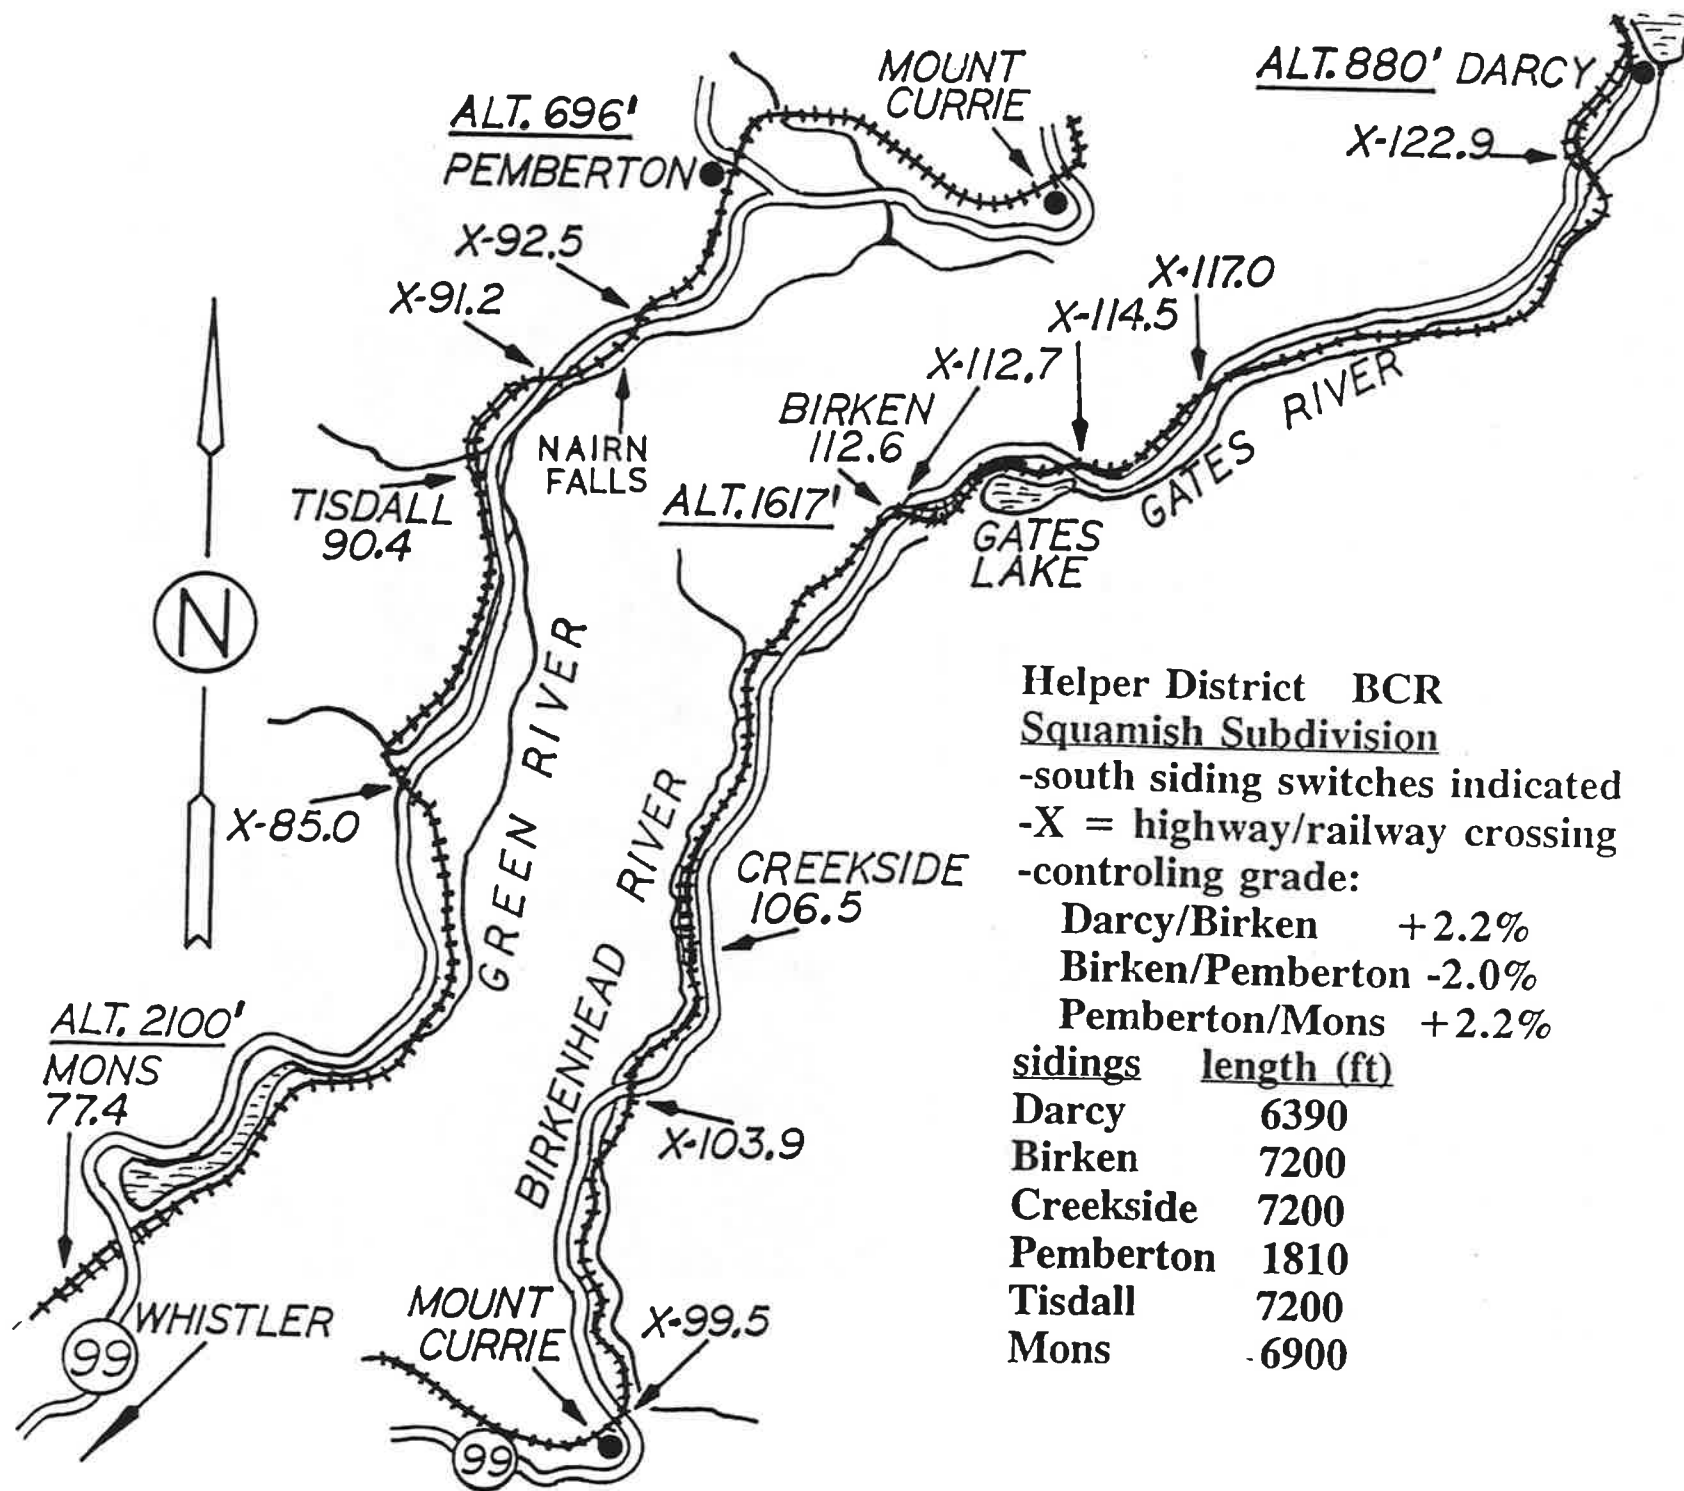 MOUNT
CURRIE
ALT. 880' DARCY
ALT. 696'
PEMBERTON
X-122.9
X-92.5
X-91.2
X-117.0
X-114.5
X-112.7
BIRKEN
112.6
ALT. 1617'
NAIRN
FALLS
TISDALL
90.4
GATES
LAKE
GATES RIVER
N
GREEN RIVER
X-85.0
BIRKENHEAD RIVER
CREEKSIDE
106.5
ALT. 2100'
MONS
77.4
X-103.9
WHISTLER
99
MOUNT
CURRIE
X-99.5
99
Helper District BCR
Squamish Subdivision
-south siding switches indicated
-X = highway/railway crossing
-controling grade:
Darcy/Birken +2.2%
Birken/Pemberton -2.0%
Pemberton/Mons +2.2%
sidings length (ft)
Darcy 6390
Birken 7200
Creekside 7200
Pemberton 1810
Tisdall 7200
Mons 6900